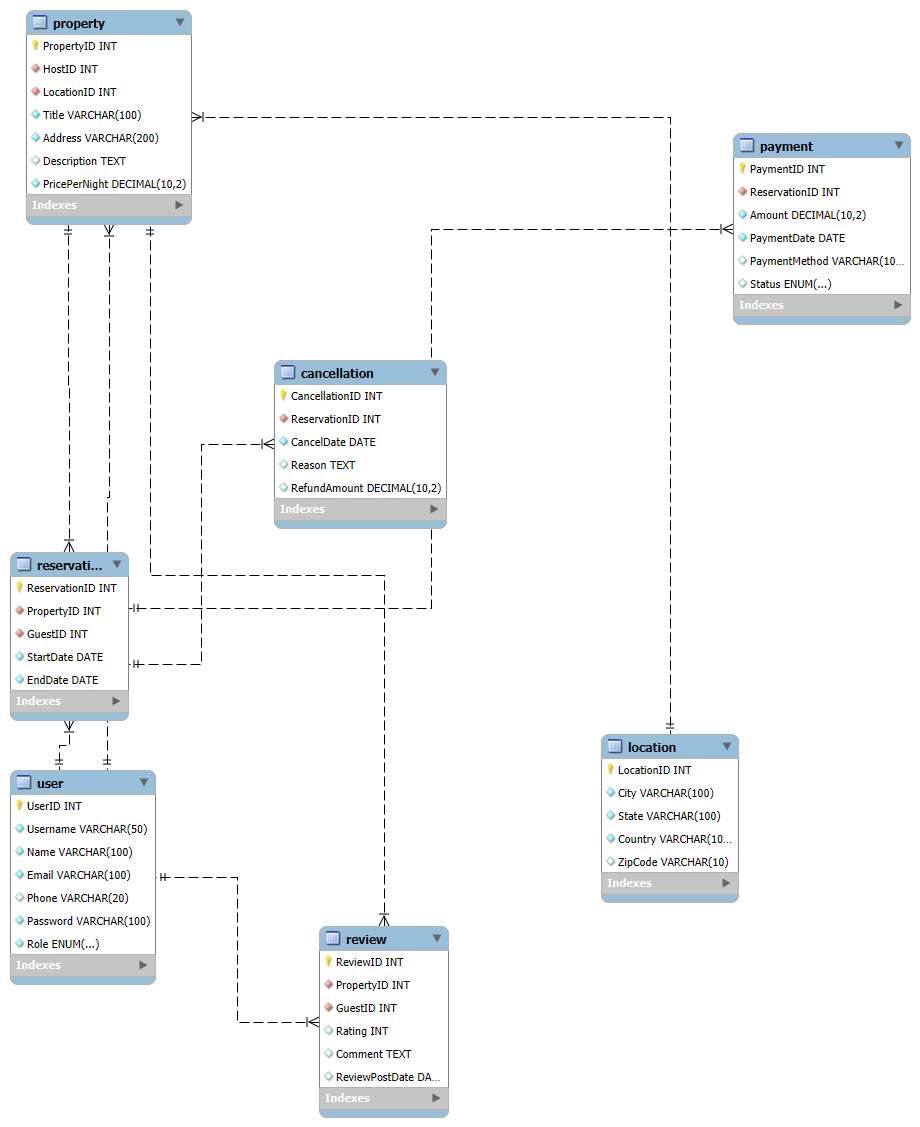 property
PropertyID INT
HostID INT
LocationID INT
Title VARCHAR(100)
Address VARCHAR(200)
Description TEXT
PricePerNight DECIMAL(10,2)
Indexes
payment
PaymentID INT
ReservationID INT
Amount DECIMAL(10,2)
PaymentDate DATE
PaymentMethod VARCHAR(10...
Status ENUM(...)
Indexes
cancellation
CancellationID INT
ReservationID INT
CancelDate DATE
Reason TEXT
RefundAmount DECIMAL(10,2)
Indexes
reservati...
ReservationID INT
PropertyID INT
GuestID INT
StartDate DATE
EndDate DATE
Indexes
location
LocationID INT
City VARCHAR(100)
State VARCHAR(100)
Country VARCHAR(10...
ZipCode VARCHAR(10)
Indexes
user
UserID INT
Username VARCHAR(50)
Name VARCHAR(100)
Email VARCHAR(100)
Phone VARCHAR(20)
Password VARCHAR(100)
Role ENUM(...)
Indexes
review
ReviewID INT
PropertyID INT
GuestID INT
Rating INT
Comment TEXT
ReviewPostDate DA...
Indexes